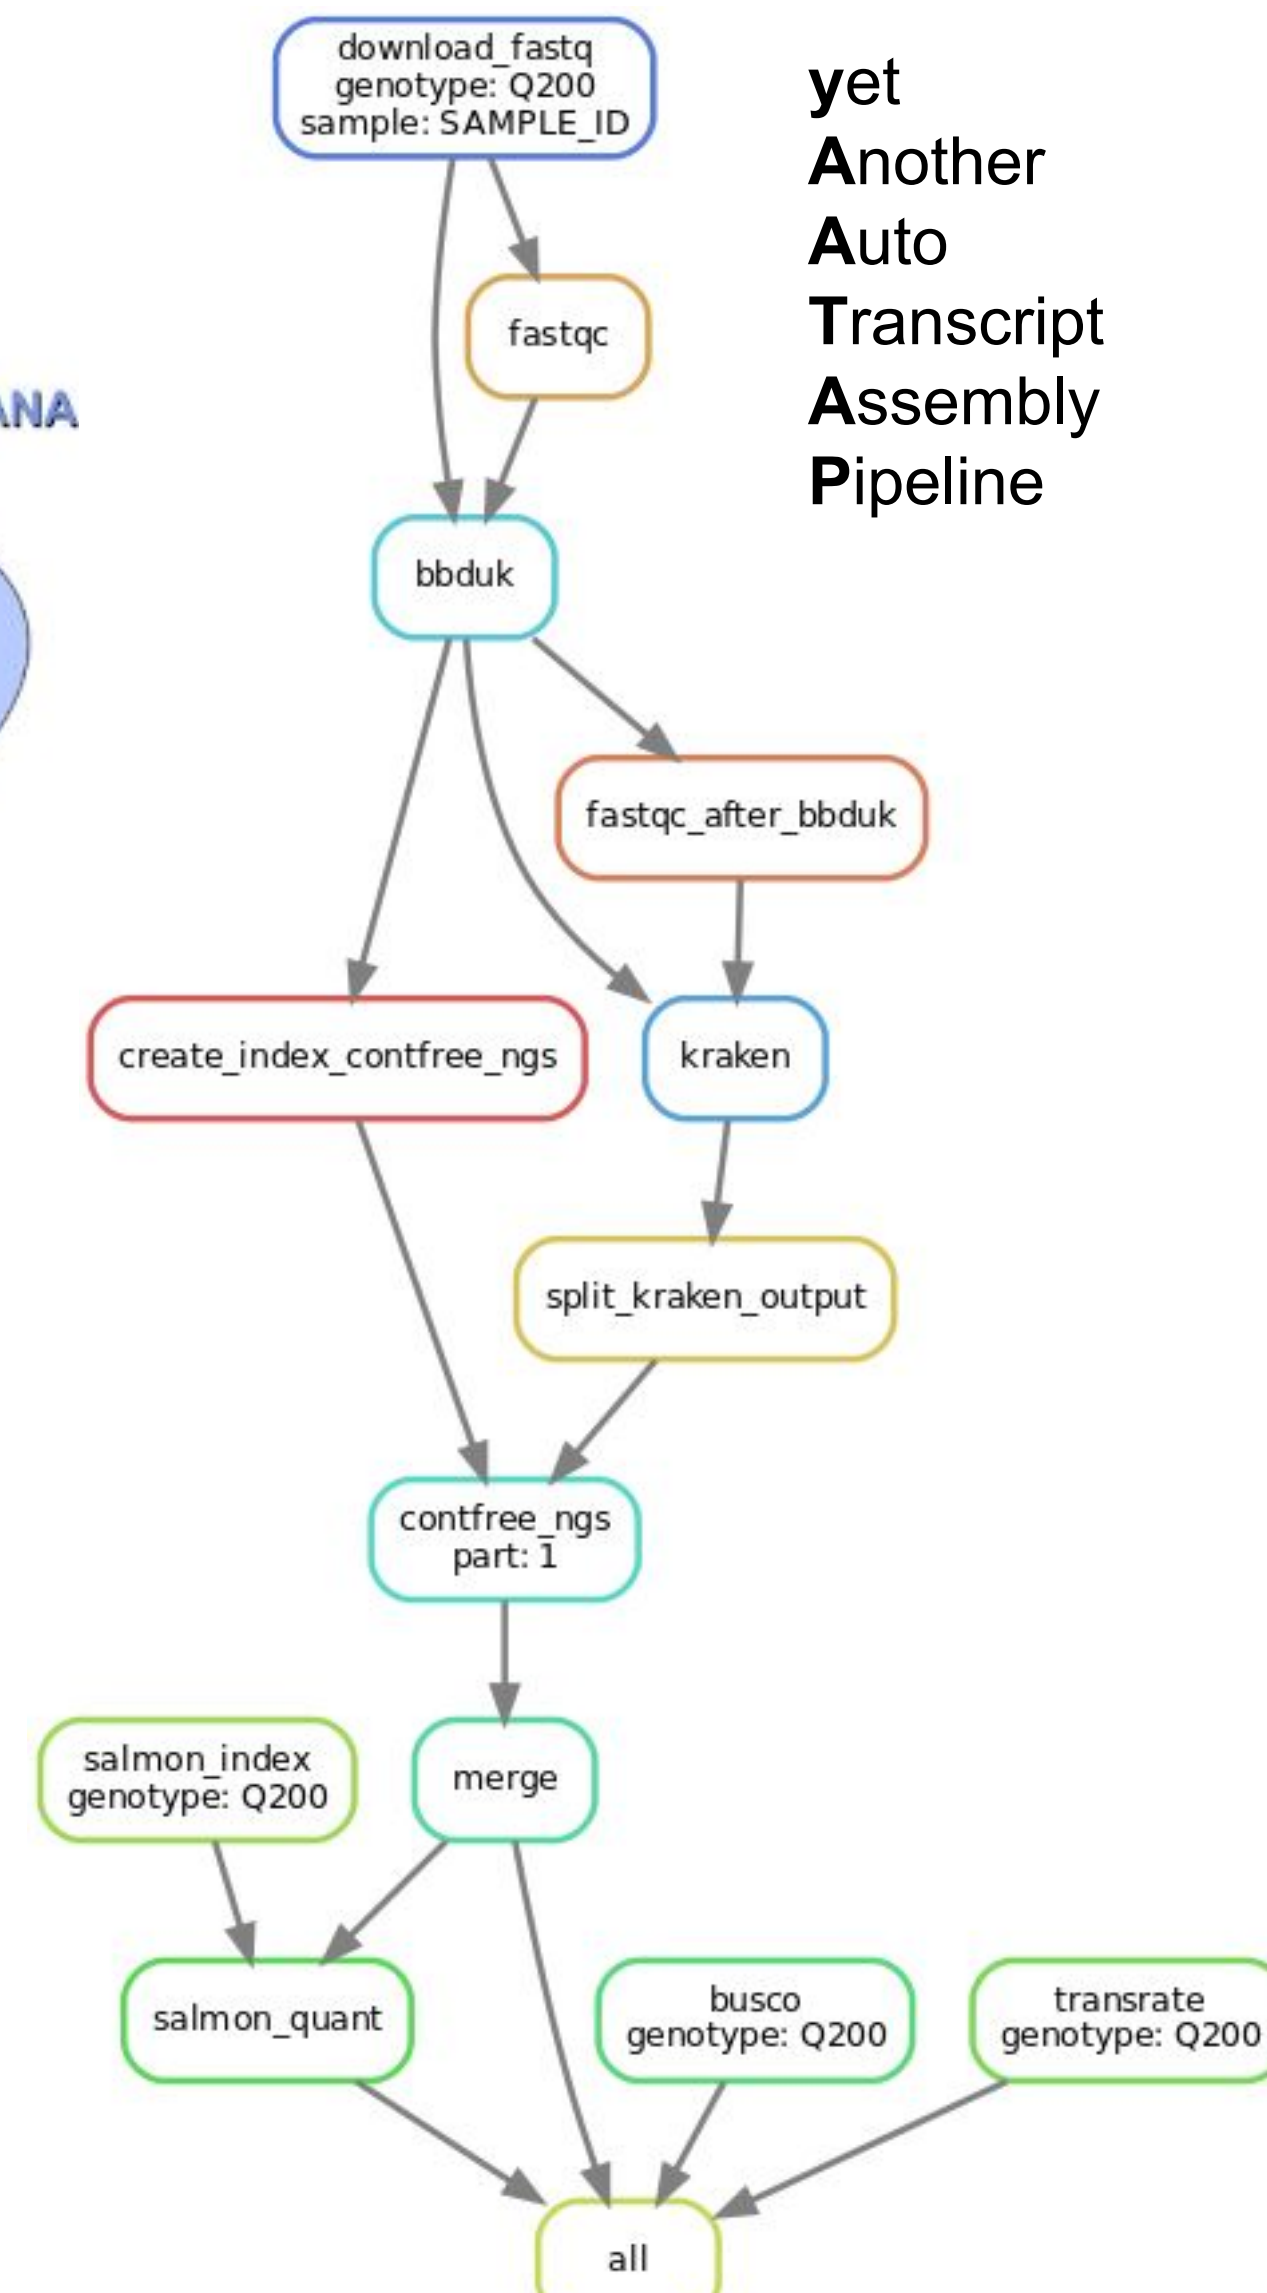 download_fastq
genotype: Q200
sample: SAMPLE_ID
yet
Another
Auto
Transcript
Assembly
Pipeline
fastqc
bbduk
fastqc_after_bbduk
create_index_contfree_ngs
kraken
split_kraken_output
contfree_ngs
part: 1
salmon_index
genotype: Q200
merge
salmon_quant
busco
genotype: Q200
transrate
genotype: Q200
all